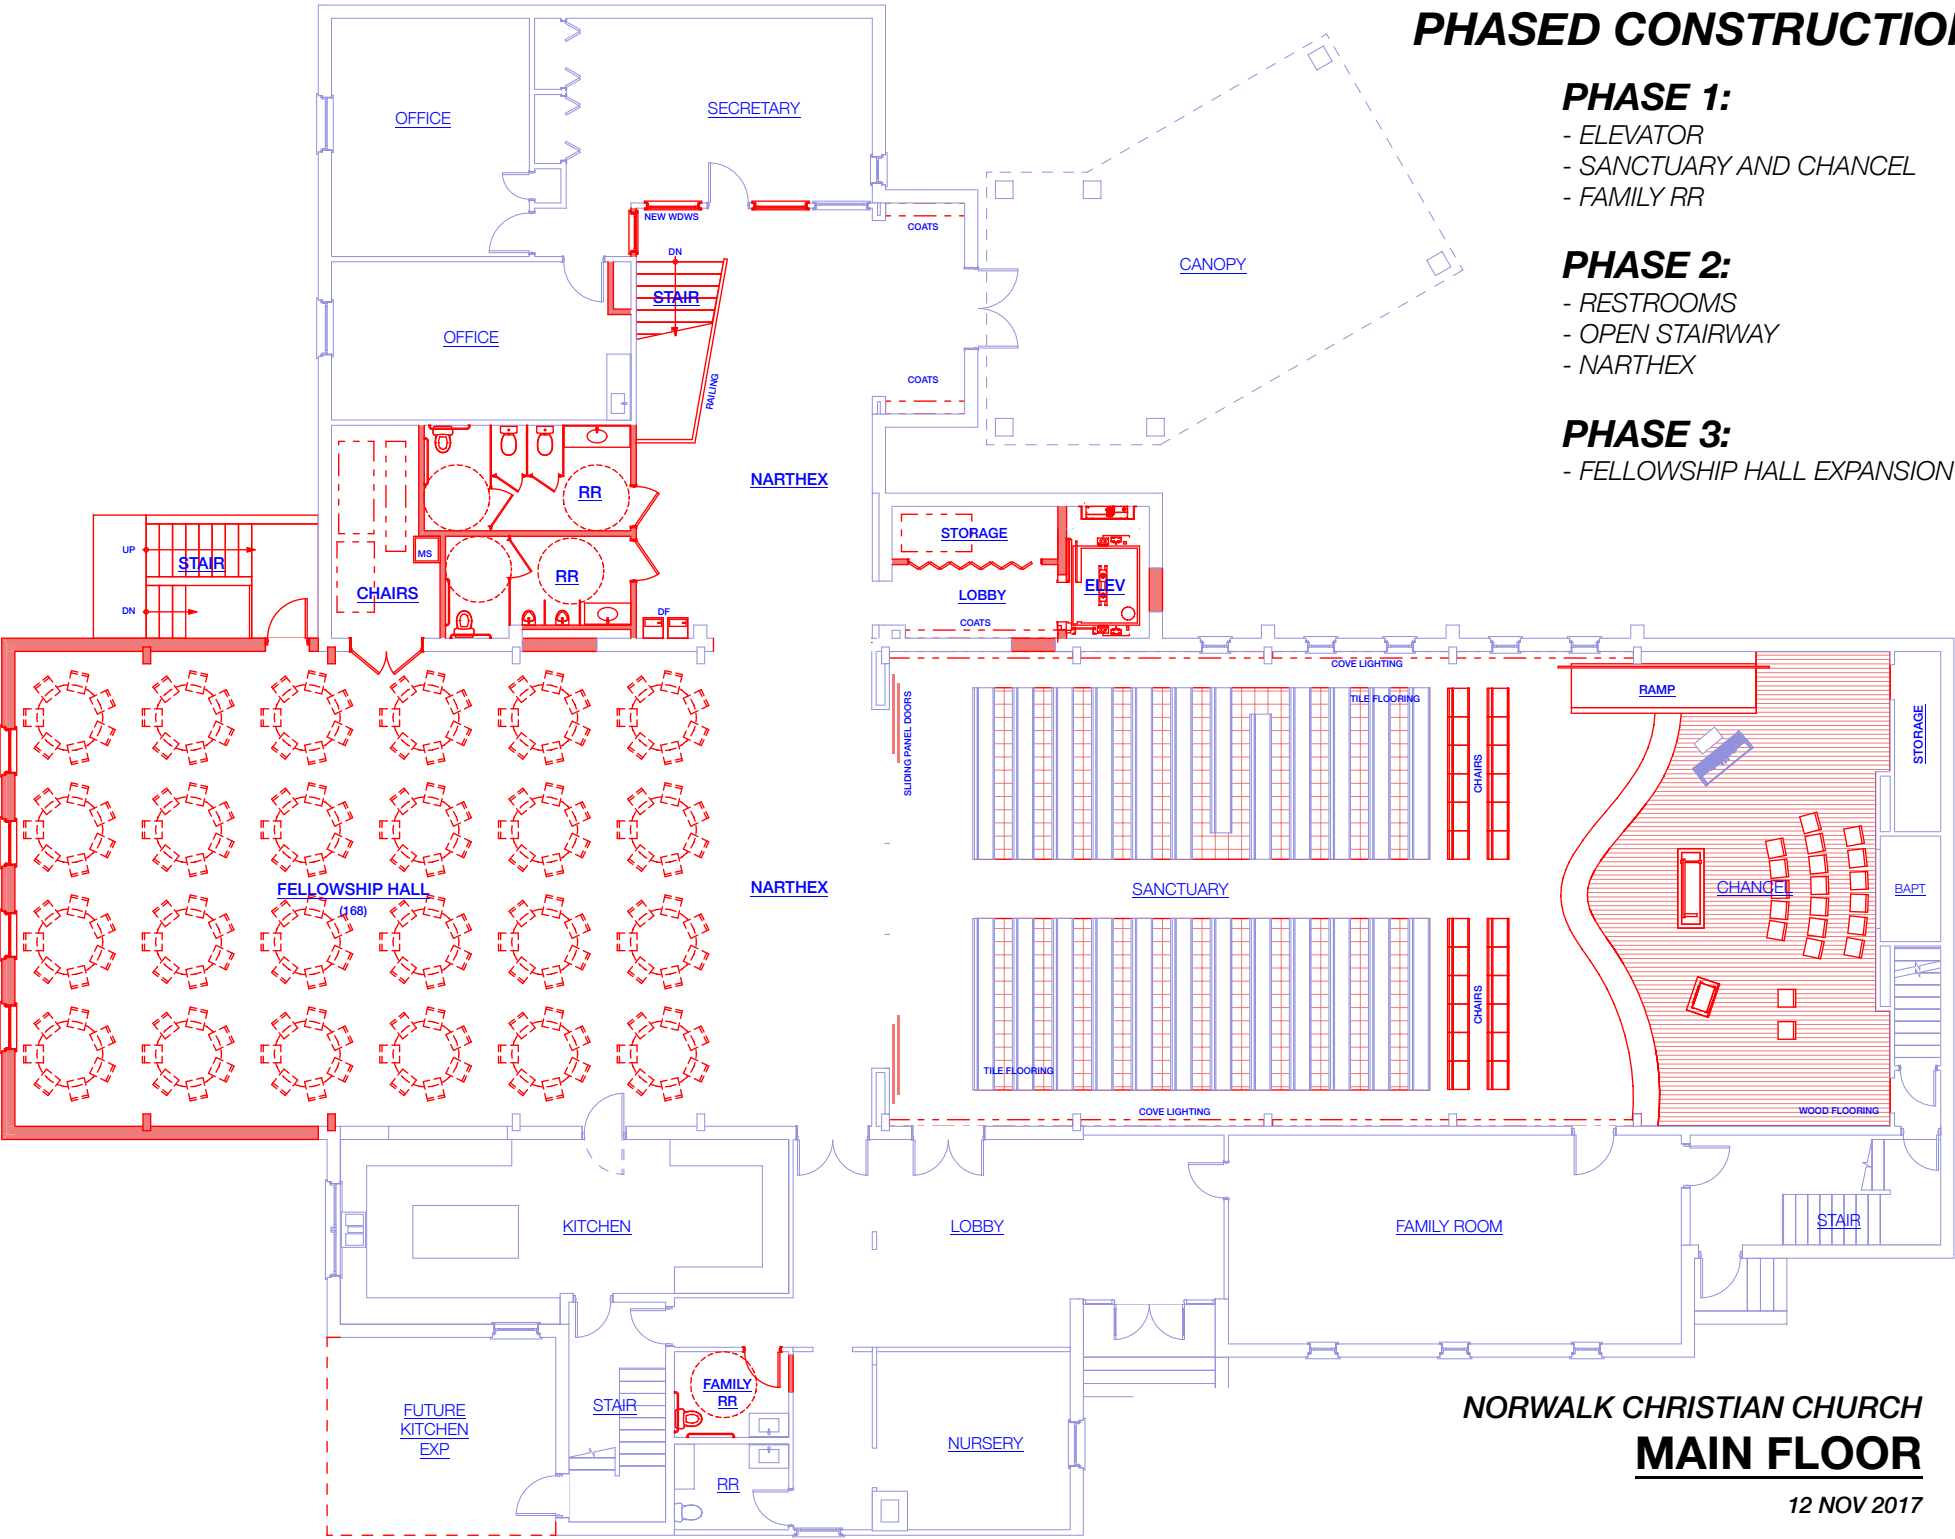 PHASED CONSTRUCTION
PHASE 1:
- ELEVATOR
- SANCTUARY AND CHANCEL
- FAMILY RR
PHASE 2:
- RESTROOMS
- OPEN STAIRWAY
- NARTHEX
PHASE 3:
- FELLOWSHIP HALL EXPANSION
OFFICE
SECRETARY
NEW WDWS
COATS
DN
STAIR
CANOPY
OFFICE
RAILING
COATS
NARTHEX
RR
STORAGE
UP
STAIR
MS
RR
ELEV
CHAIRS
LOBBY
DN
DF
COATS
COVE LIGHTING
RAMP
TILE FLOORING
SLIDING PANEL DOORS
STORAGE
CHAIRS
FELLOWSHIP HALL
(168)
NARTHEX
SANCTUARY
CHANCEL
BAPT
CHAIRS
TILE FLOORING
COVE LIGHTING
WOOD FLOORING
KITCHEN
LOBBY
FAMILY ROOM
STAIR
FAMILY
RR
STAIR
FUTURE
KITCHEN
EXP
NURSERY
RR
NORWALK CHRISTIAN CHURCH
MAIN FLOOR
12 NOV 2017